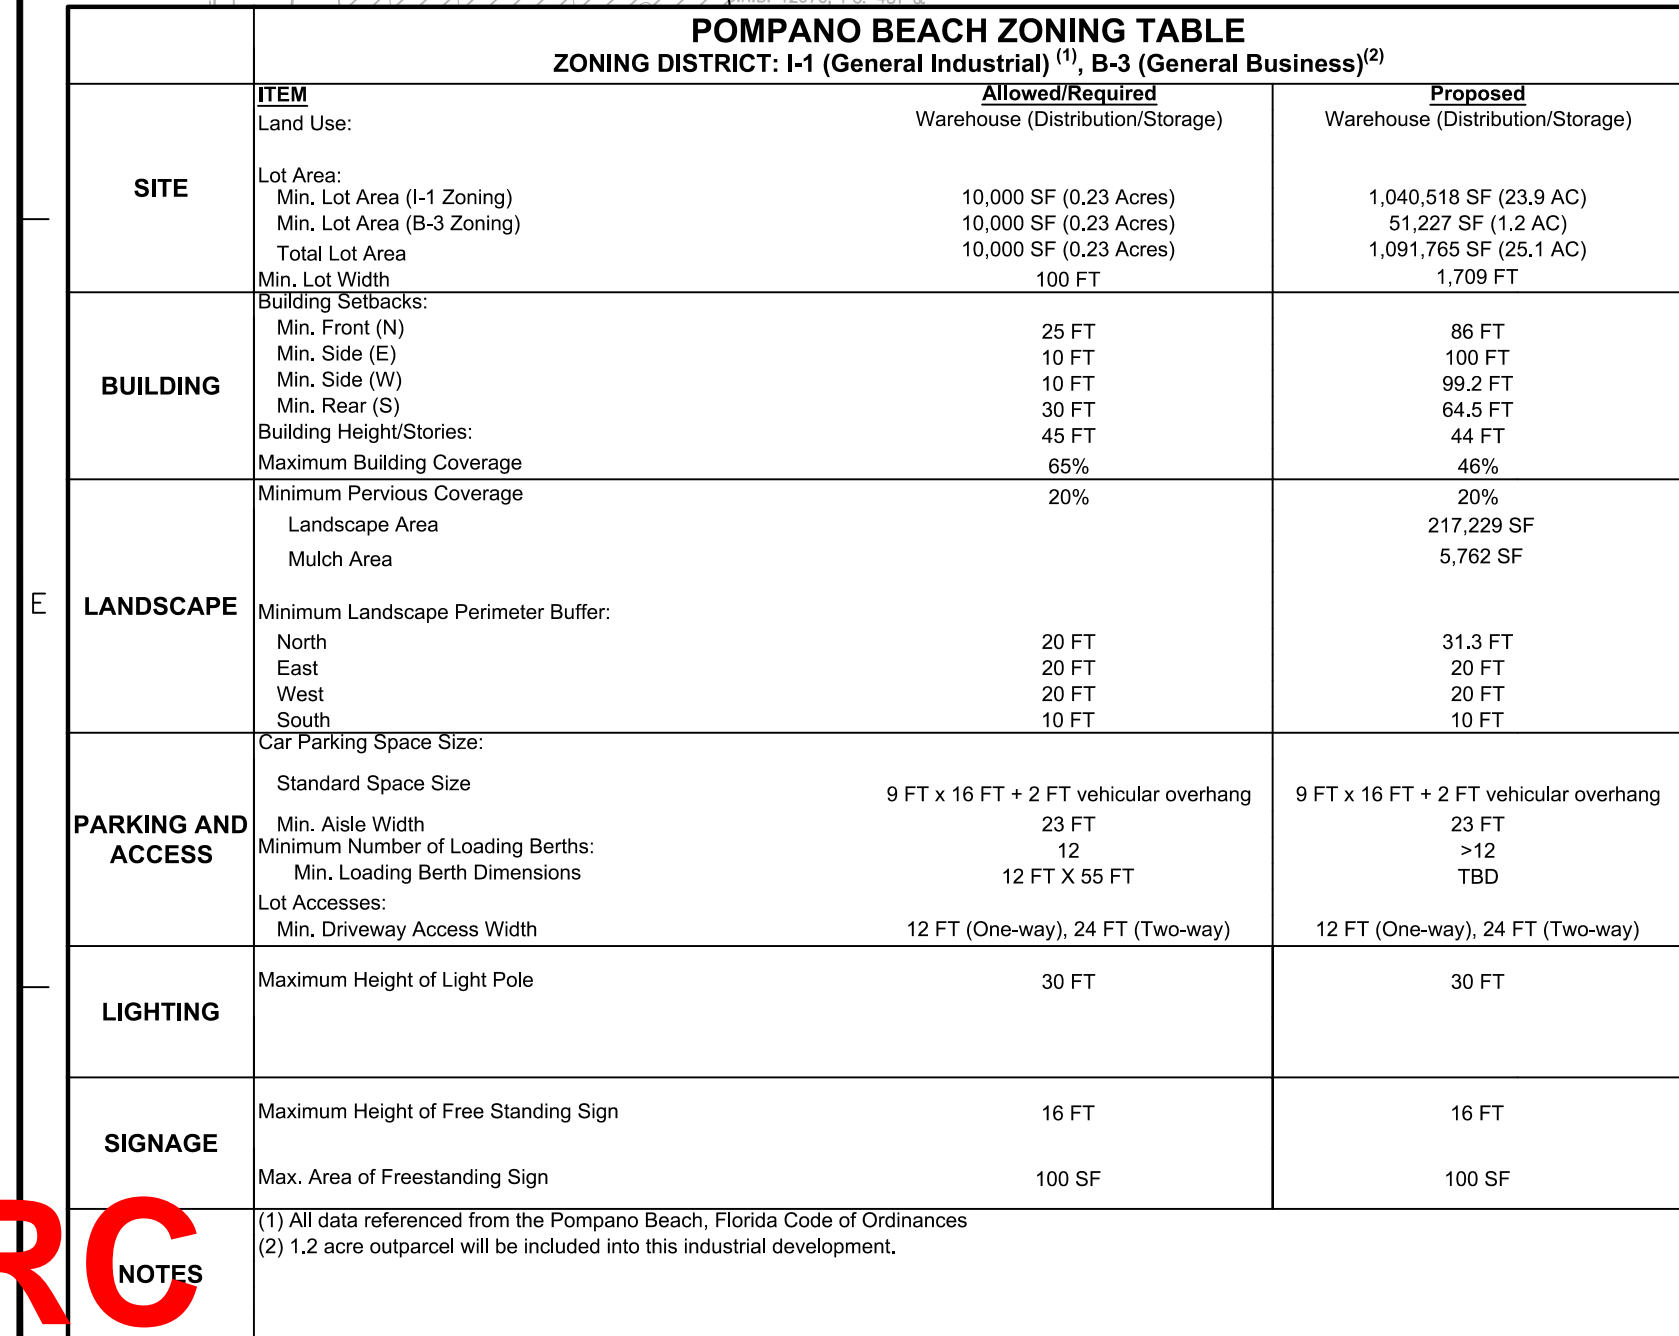 POMPANO BEACH ZONING TABLE
ZONING DISTRICT: I-1 (General Industrial) (1), B-3 (General Business)(2)
ITEM Allowed/Required Proposed
Land Use: Warehouse (Distribution/Storage) Warehouse (Distribution/Storage)
SITE
Lot Area:
Min. Lot Area (I-1 Zoning) 10,000 SF (0.23 Acres) 1,040,518 SF (23.9 AC)
Min. Lot Area (B-3 Zoning) 10,000 SF (0.23 Acres) 51,227 SF (1.2 AC)
Total Lot Area 10,000 SF (0.23 Acres) 1,091,765 SF (25.1 AC)
Min. Lot Width 100 FT 1,709 FT
BUILDING
Building Setbacks:
Min. Front (N) 25 FT 86 FT
Min. Side (E) 10 FT 100 FT
Min. Side (W) 10 FT 99.2 FT
Min. Rear (S) 30 FT 64.5 FT
Building Height/Stories: 45 FT 44 FT
Maximum Building Coverage 65% 46%
E
LANDSCAPE
Minimum Pervious Coverage 20% 20%
Landscape Area 217,229 SF
Mulch Area 5,762 SF
Minimum Landscape Perimeter Buffer:
North 20 FT 31.3 FT
East 20 FT 20 FT
West 20 FT 20 FT
South 10 FT 10 FT
PARKING AND
ACCESS
Car Parking Space Size:
Standard Space Size 9 FT x 16 FT + 2 FT vehicular overhang 9 FT x 16 FT + 2 FT vehicular overhang
Min. Aisle Width 23 FT 23 FT
Minimum Number of Loading Berths: 12 >12
Min. Loading Berth Dimensions 12 FT X 55 FT TBD
Lot Accesses:
Min. Driveway Access Width 12 FT (One-way), 24 FT (Two-way) 12 FT (One-way), 24 FT (Two-way)
LIGHTING
Maximum Height of Light Pole 30 FT 30 FT
SIGNAGE
Maximum Height of Free Standing Sign 16 FT 16 FT
Max. Area of Freestanding Sign 100 SF 100 SF
NOTES
(1) All data referenced from the Pompano Beach, Florida Code of Ordinances
(2) 1.2 acre outparcel will be included into this industrial development.
RC